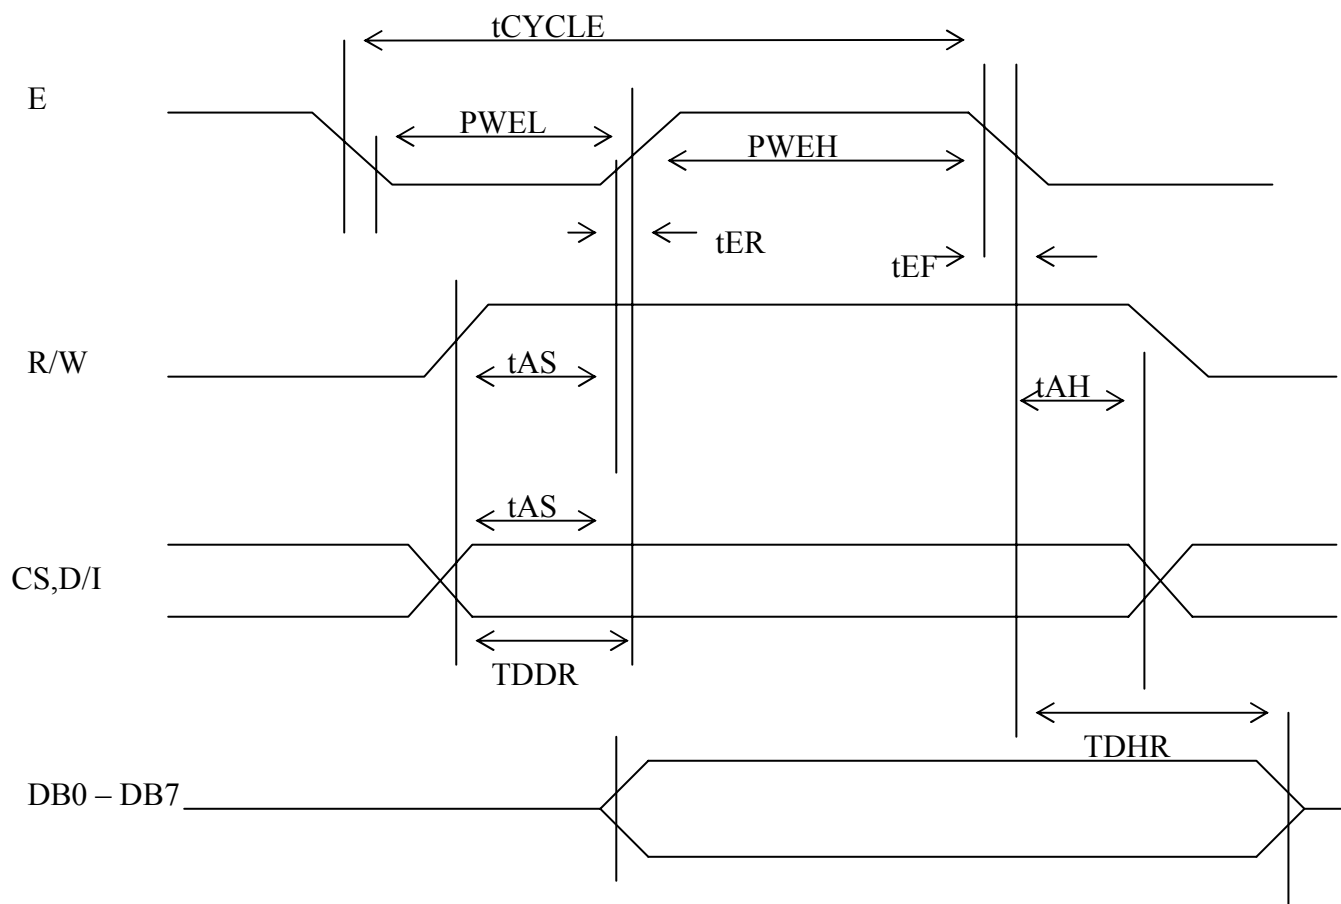 tCYCLE
E
PWEL
PWEH
tER
tEF
R/W
tAS
tAH
tAS
CS,D/I
TDDR
TDHR
DB0 – DB7